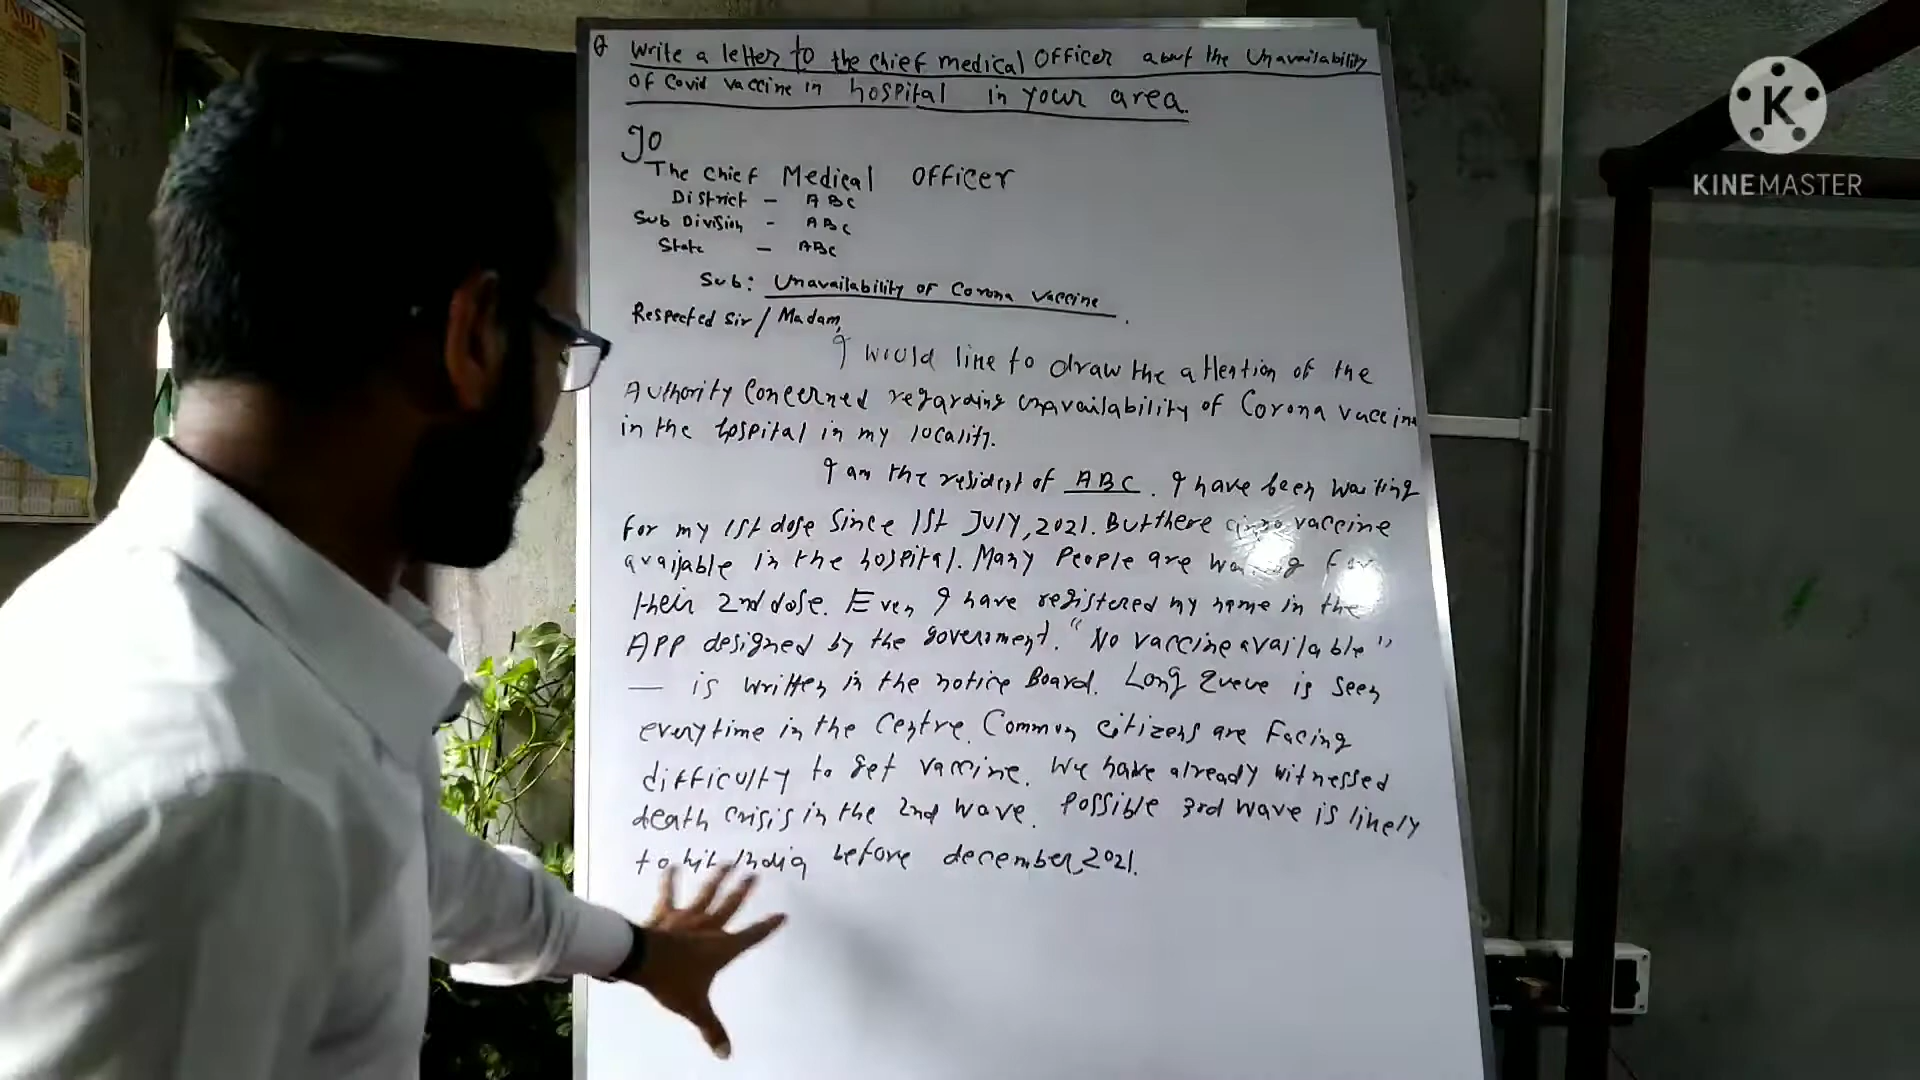 Q Write a letter to the Chief medical Officer about the Unavailability
of Covid vaccine in hospital in your area.
To
The Chief Medical Officer
District - ABC
Sub Division - ABC
State - ABC
Sub: Unavailability of Corona Vaccine.
Respected Sir / Madam,
I would like to draw the attention of the
Authority Concerned regarding unavailability of Corona vaccine
in the hospital in my locality.
I am the resident of ABC. I have been waiting
for my 1st dose Since 1st July, 2021. But there vaccine
available in the hospital. Many People are waiting for
their 2nd dose. Even I have registered my name in the
APP designed by the government. "No vaccine available"
— is written in the notice Board. Long Queue is seen
everytime in the Centre. Common Citizens are Facing
difficulty to get vaccine. We have already witnessed
death crisis in the 2nd wave. Possible 3rd wave is likely
to hit India before december, 2021.
K
KINEMASTER
INDIA